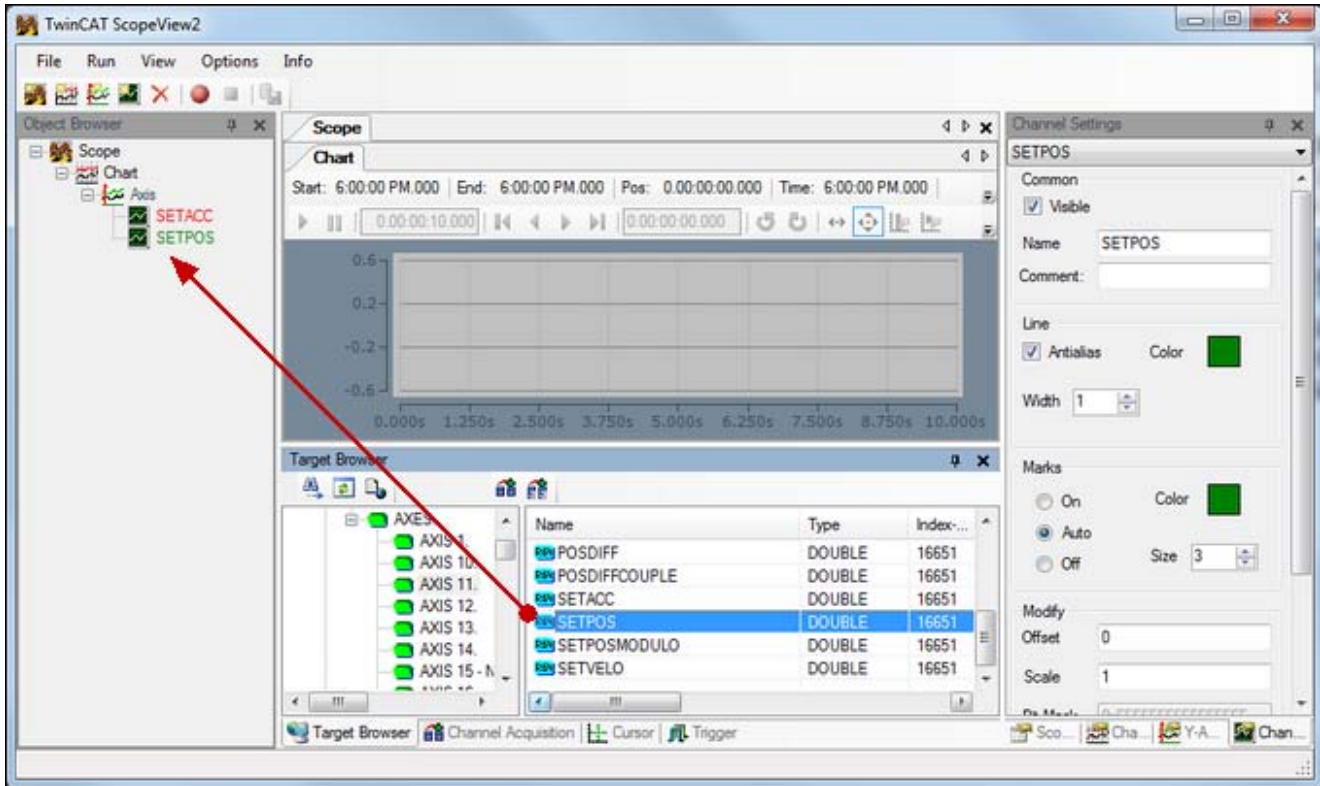 TwinCAT ScopeView2
File Run View Options Info
Object Browser
Scope
Chart
Axis
SETACC
SETPOS
Scope
Chart
Start: 6:00:00 PM.000 End: 6:00:00 PM.000 Pos: 0.00:00:00.000 Time: 6:00:00 PM.000
0.00:00:10.000 0.00:00:00.000
0.6
0.2
-0.2
-0.6
0.000s 1.250s 2.500s 3.750s 5.000s 6.250s 7.500s 8.750s 10.000s
Target Browser
AXES
AXIS 1.
AXIS 10.
AXIS 11.
AXIS 12.
AXIS 13.
AXIS 14.
AXIS 15 - N
Name Type Index-...
POSDIFF DOUBLE 16651
POSDIFFCOUPLE DOUBLE 16651
SETACC DOUBLE 16651
SETPOS DOUBLE 16651
SETPOSMODULO DOUBLE 16651
SETVELO DOUBLE 16651
Target Browser Channel Acquisition Cursor Trigger
Channel Settings
SETPOS
Common
Visible
Name SETPOS
Comment:
Line
Antialias Color
Width 1
Marks
On Color
Auto
Off Size 3
Modify
Offset 0
Scale 1
Sco... Cha... Y-A... Chan...